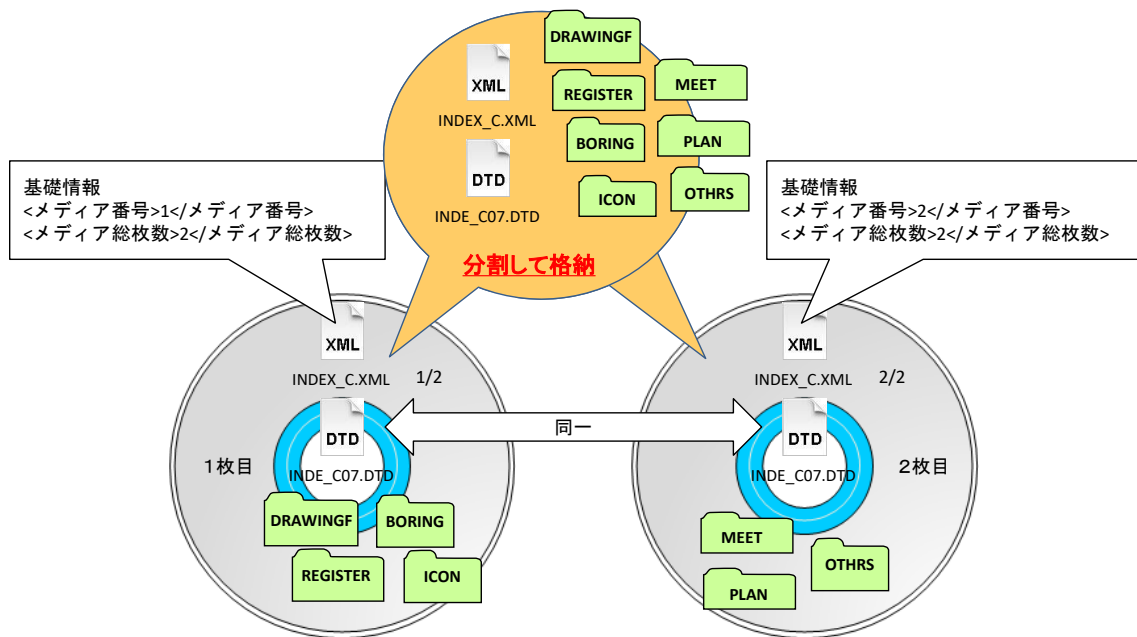 DRAWINGF
XML
INDEX_C.XML
REGISTER
MEET
DTD
INDE_C07.DTD
BORING
PLAN
ICON
OTHRS
分割して格納
基礎情報
<メディア番号>1</メディア番号>
<メディア総枚数>2</メディア総枚数>
基礎情報
<メディア番号>2</メディア番号>
<メディア総枚数>2</メディア総枚数>
XML
INDEX_C.XML
1/2
DTD
１枚目
INDE_C07.DTD
DRAWINGF
BORING
REGISTER
ICON
同一
XML
INDEX_C.XML
2/2
DTD
２枚目
INDE_C07.DTD
MEET
OTHRS
PLAN